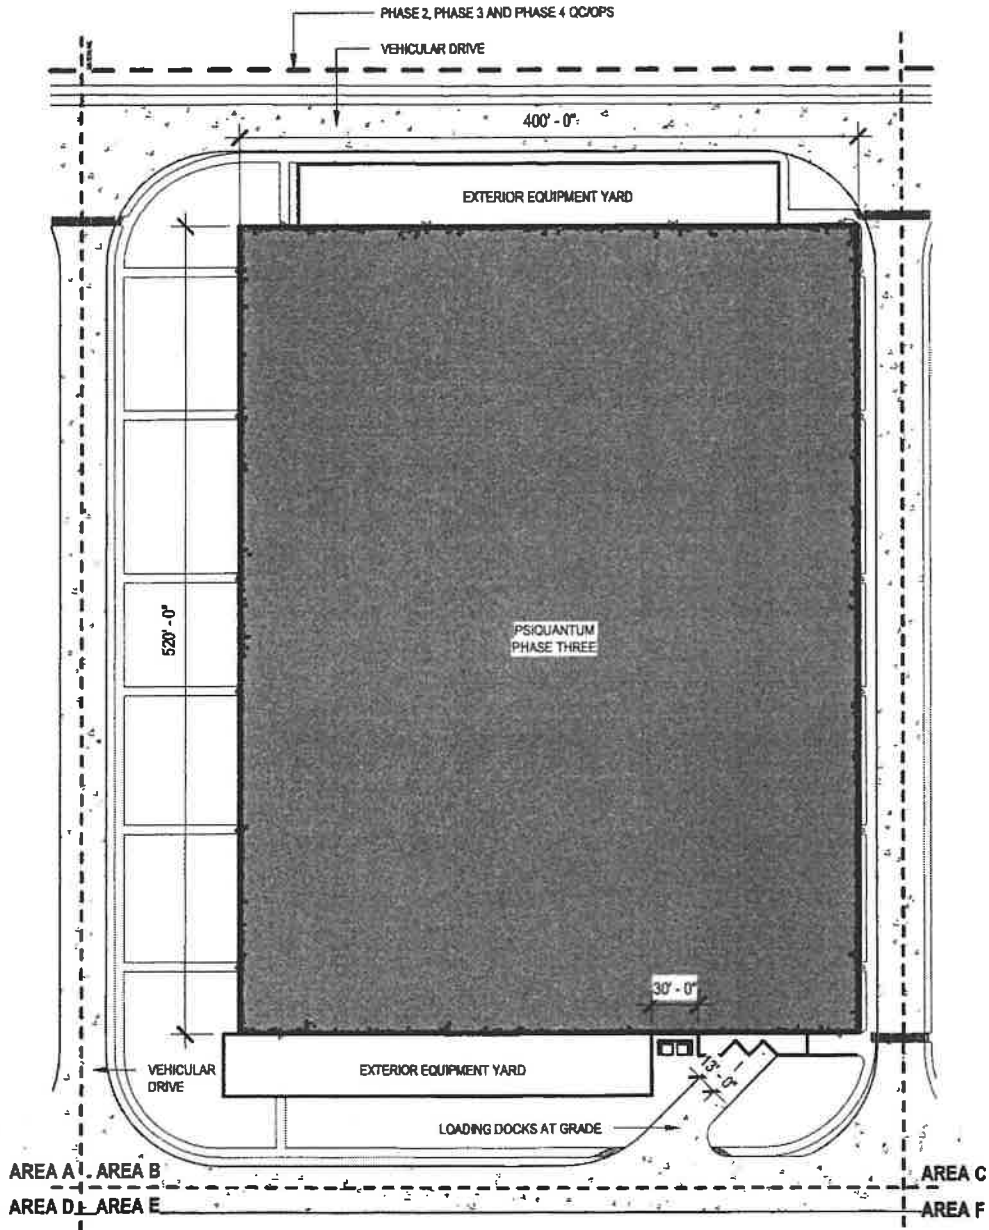 PHASE 2, PHASE 3 AND PHASE 4 QC/OPS
VEHICULAR DRIVE
400' - 0"
EXTERIOR EQUIPMENT YARD
520' - 0"
PSIQUANTUM
PHASE THREE
30' - 0"
13' - 0"
VEHICULAR
DRIVE
EXTERIOR EQUIPMENT YARD
LOADING DOCKS AT GRADE
AREA A
AREA B
AREA C
AREA D
AREA E
AREA F